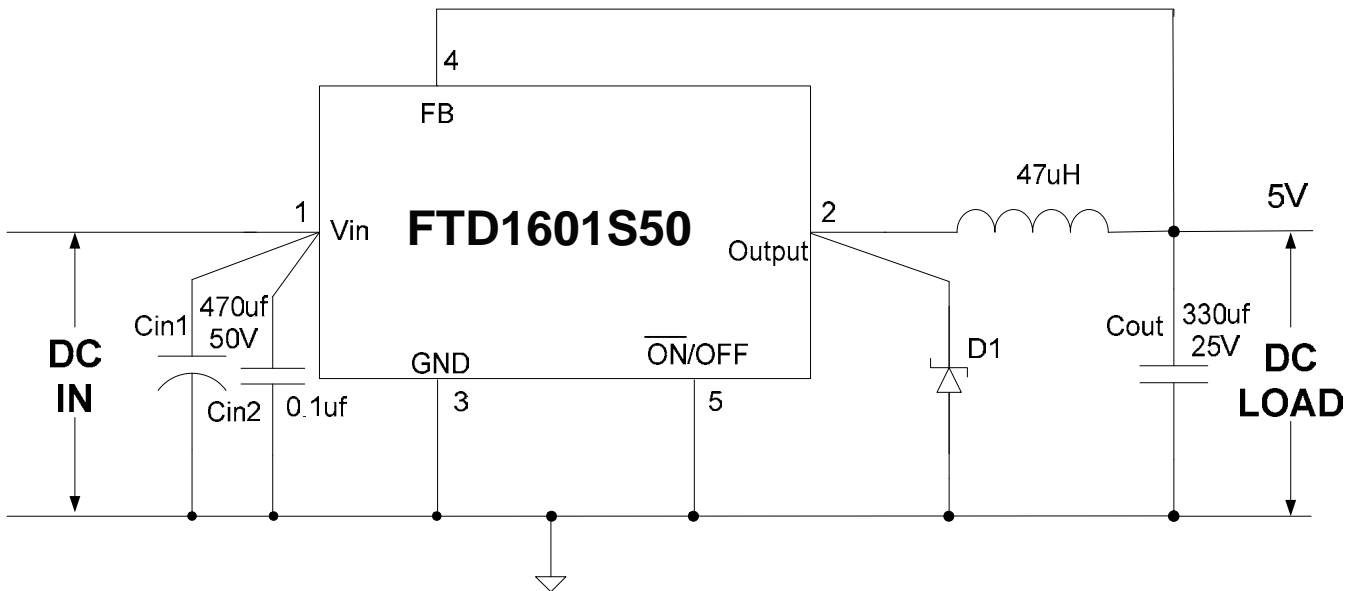 4
FB
47uH
5V
1
Vin
FTD1601S50
2
Output
470uf
50V
Cin1
Cin2
0.1uf
DC
IN
GND
3
ON/OFF
5
D1
Cout
330uf
25V
DC
LOAD